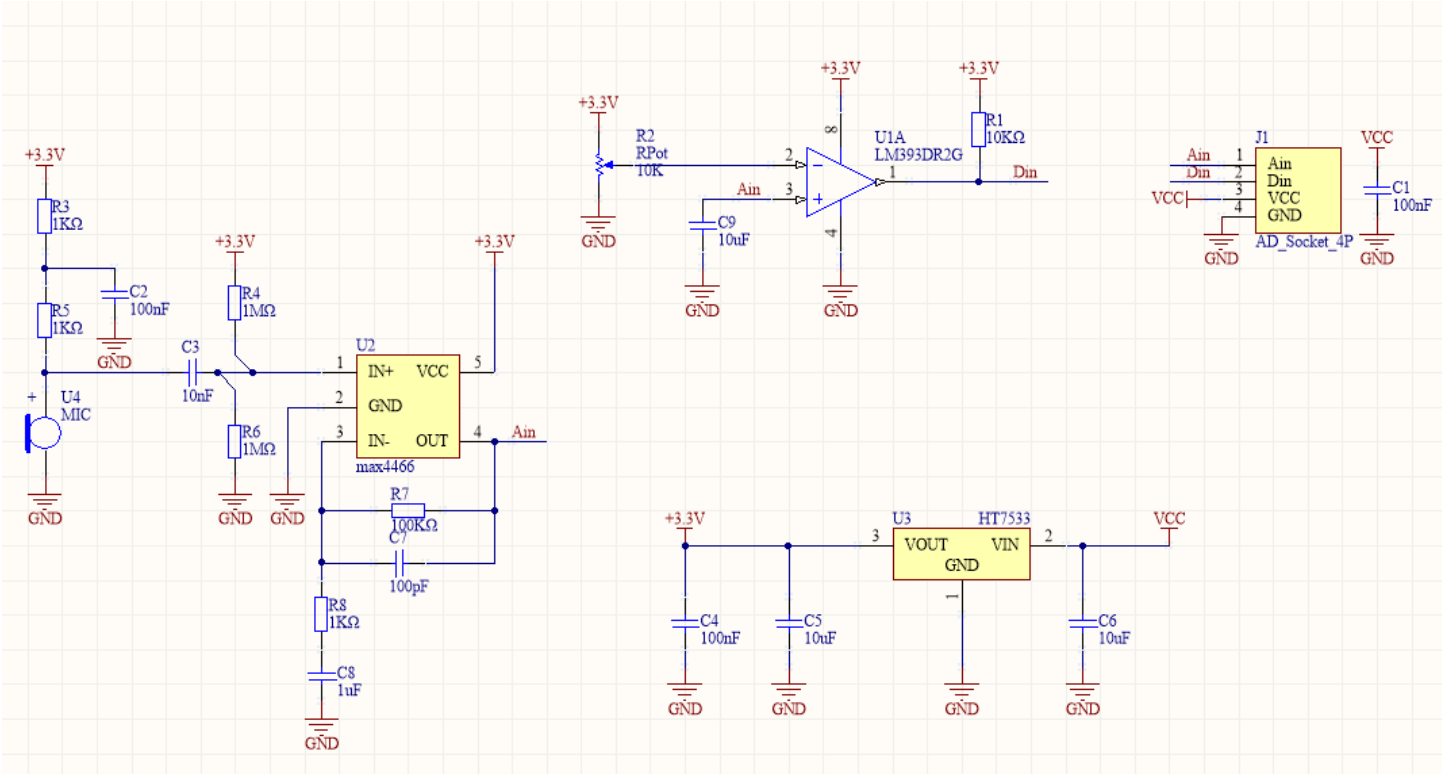 +3.3V
R3
1KΩ
R5
1KΩ
C2
100nF
GND
+
U4
MIC
GND
C3
10nF
+3.3V
R4
1MΩ
R6
1MΩ
GND
GND
U2
1 IN+ VCC 5
2 GND
3 IN- OUT 4
max4466
+3.3V
Ain
R7
100KΩ
C7
100pF
R8
1KΩ
C8
1uF
GND
+3.3V
R2
RPot
10K
GND
Ain
C9
10uF
GND
+3.3V
8
U1A
LM393DR2G
2
-
3
+
1
4
GND
+3.3V
R1
10KΩ
Din
J1
Ain 1 Ain
Din 2 Din
VCC 3 VCC
4 GND
GND
AD_Socket_4P
VCC
C1
100nF
GND
+3.3V
U3 HT7533
3 VOUT VIN 2
GND
1
GND
VCC
C4
100nF
GND
C5
10uF
GND
C6
10uF
GND